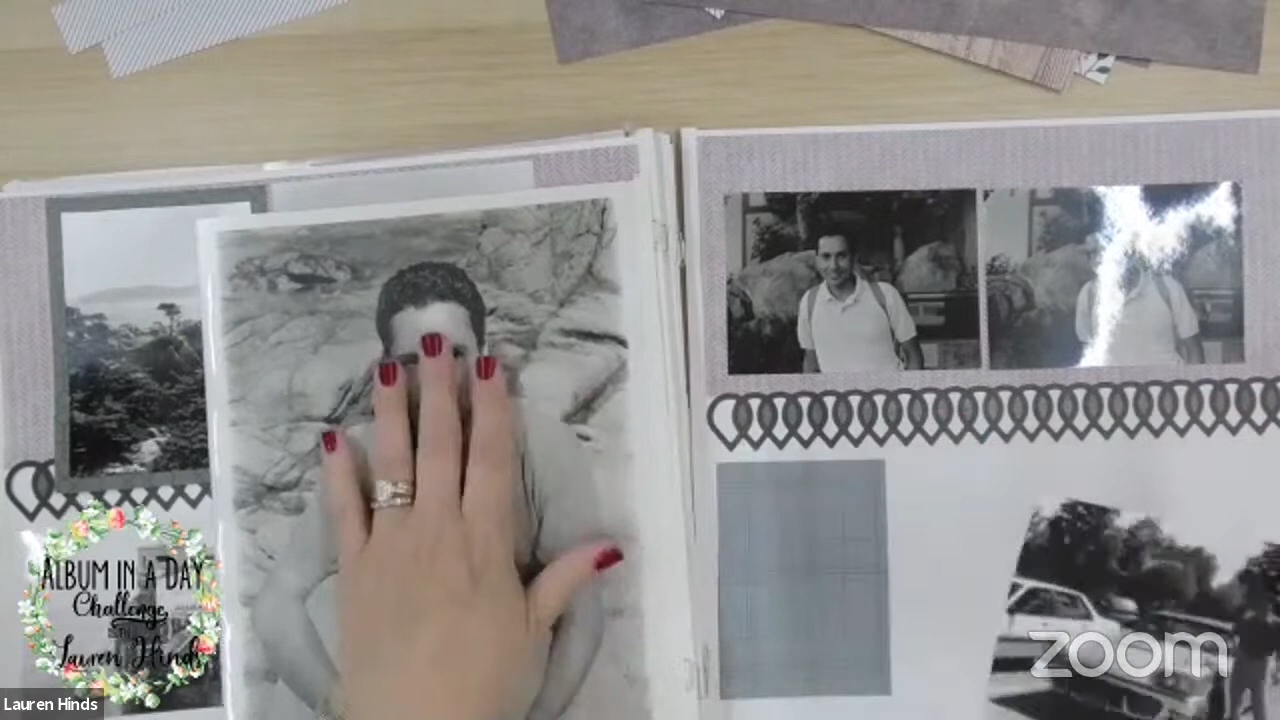 ALBUM IN A DAY
Challenge
WITH
Lauren Hinds
zoom
Lauren Hinds